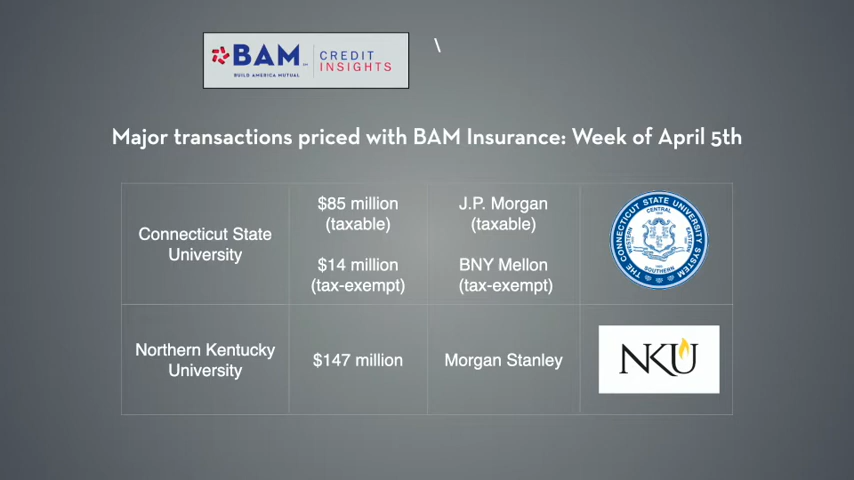 BAM
BUILD AMERICA MUTUAL
CREDIT
INSIGHTS
\
Major transactions priced with BAM Insurance: Week of April 5th
Connecticut State
University
$85 million
(taxable)
$14 million
(tax-exempt)
J.P. Morgan
(taxable)
BNY Mellon
(tax-exempt)
THE CONNECTICUT STATE UNIVERSITY SYSTEM
CENTRAL
EASTERN
SOUTHERN
WESTERN
Northern Kentucky
University
$147 million
Morgan Stanley
NKU